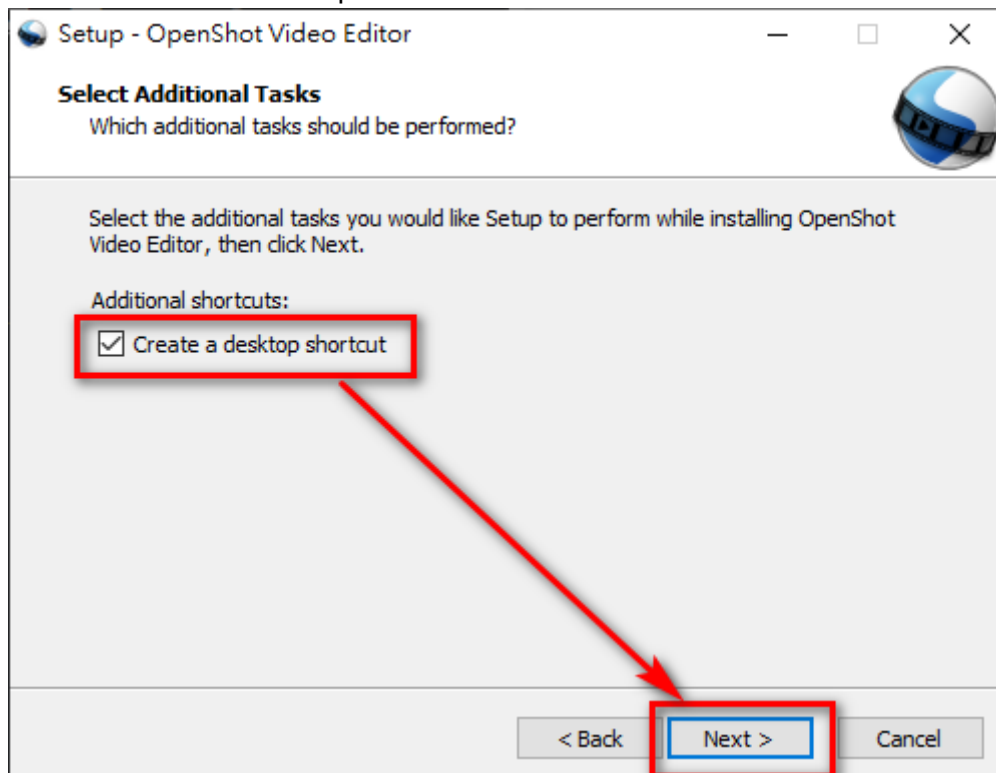 Setup - OpenShot Video Editor
Select Additional Tasks
Which additional tasks should be performed?
Select the additional tasks you would like Setup to perform while installing OpenShot
Video Editor, then click Next.
Additional shortcuts:
Create a desktop shortcut
< Back Next > Cancel